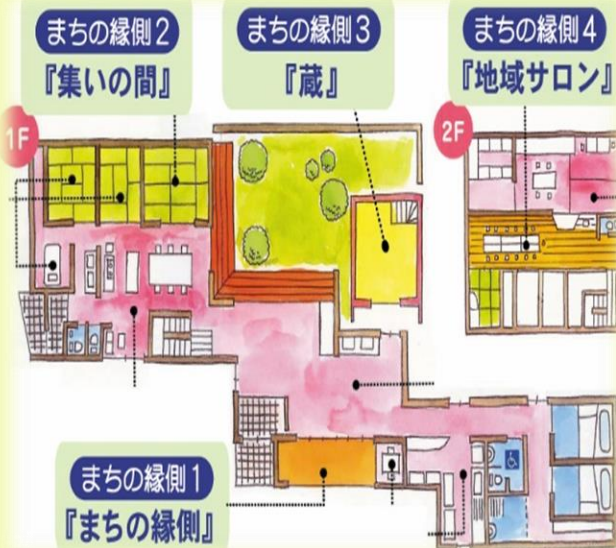 まちの縁側2
『集いの間』
まちの縁側3
『蔵』
まちの縁側4
『地域サロン』
1F
2F
まちの縁側1
『まちの縁側』